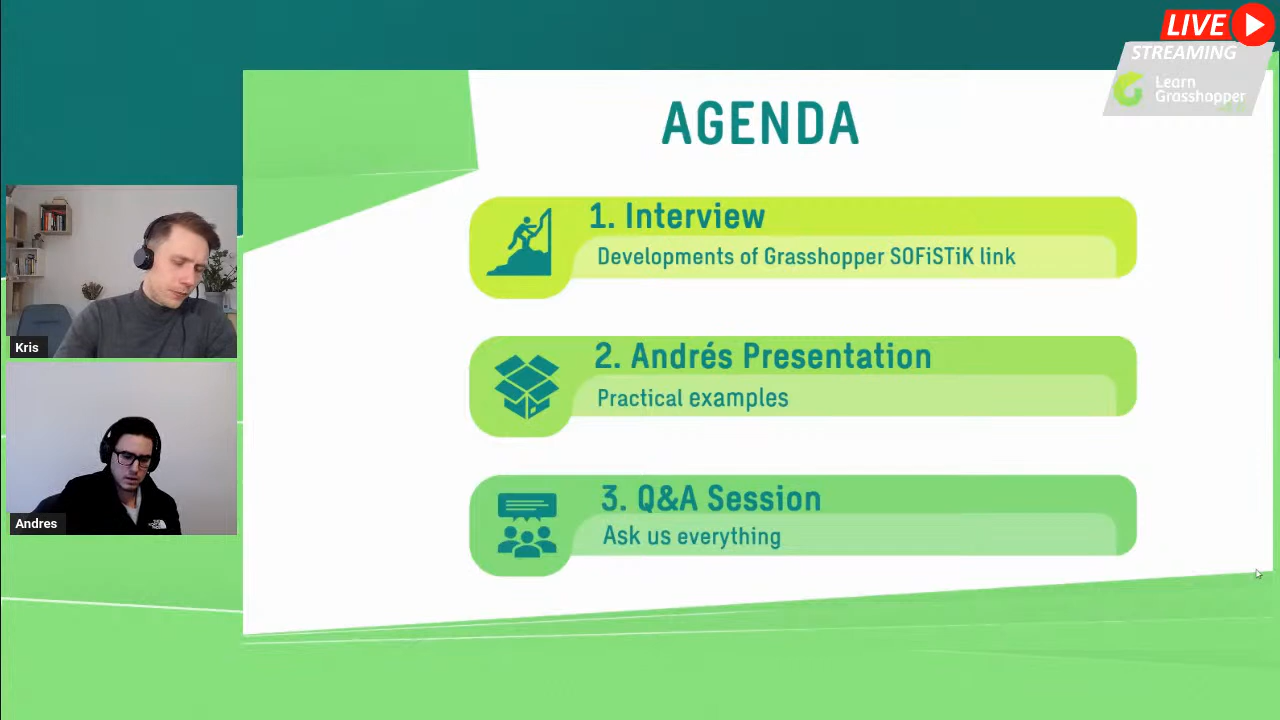 LIVE
STREAMING
Learn
Grasshopper
AGENDA
1. Interview
Developments of Grasshopper SOFiSTiK link
2. Andrés Presentation
Practical examples
3. Q&A Session
Ask us everything
Kris
Andres